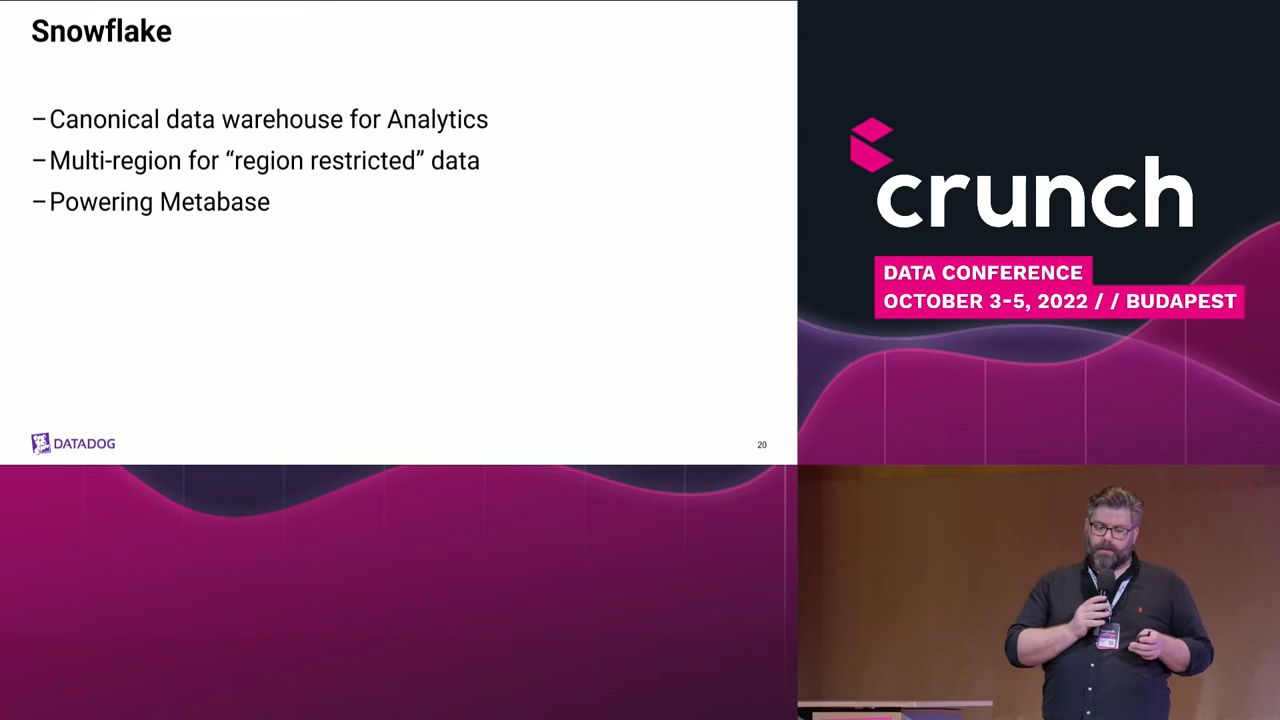 Snowflake
– Canonical data warehouse for Analytics
– Multi-region for “region restricted” data
– Powering Metabase
DATADOG
20
crunch
DATA CONFERENCE
OCTOBER 3-5, 2022 // BUDAPEST